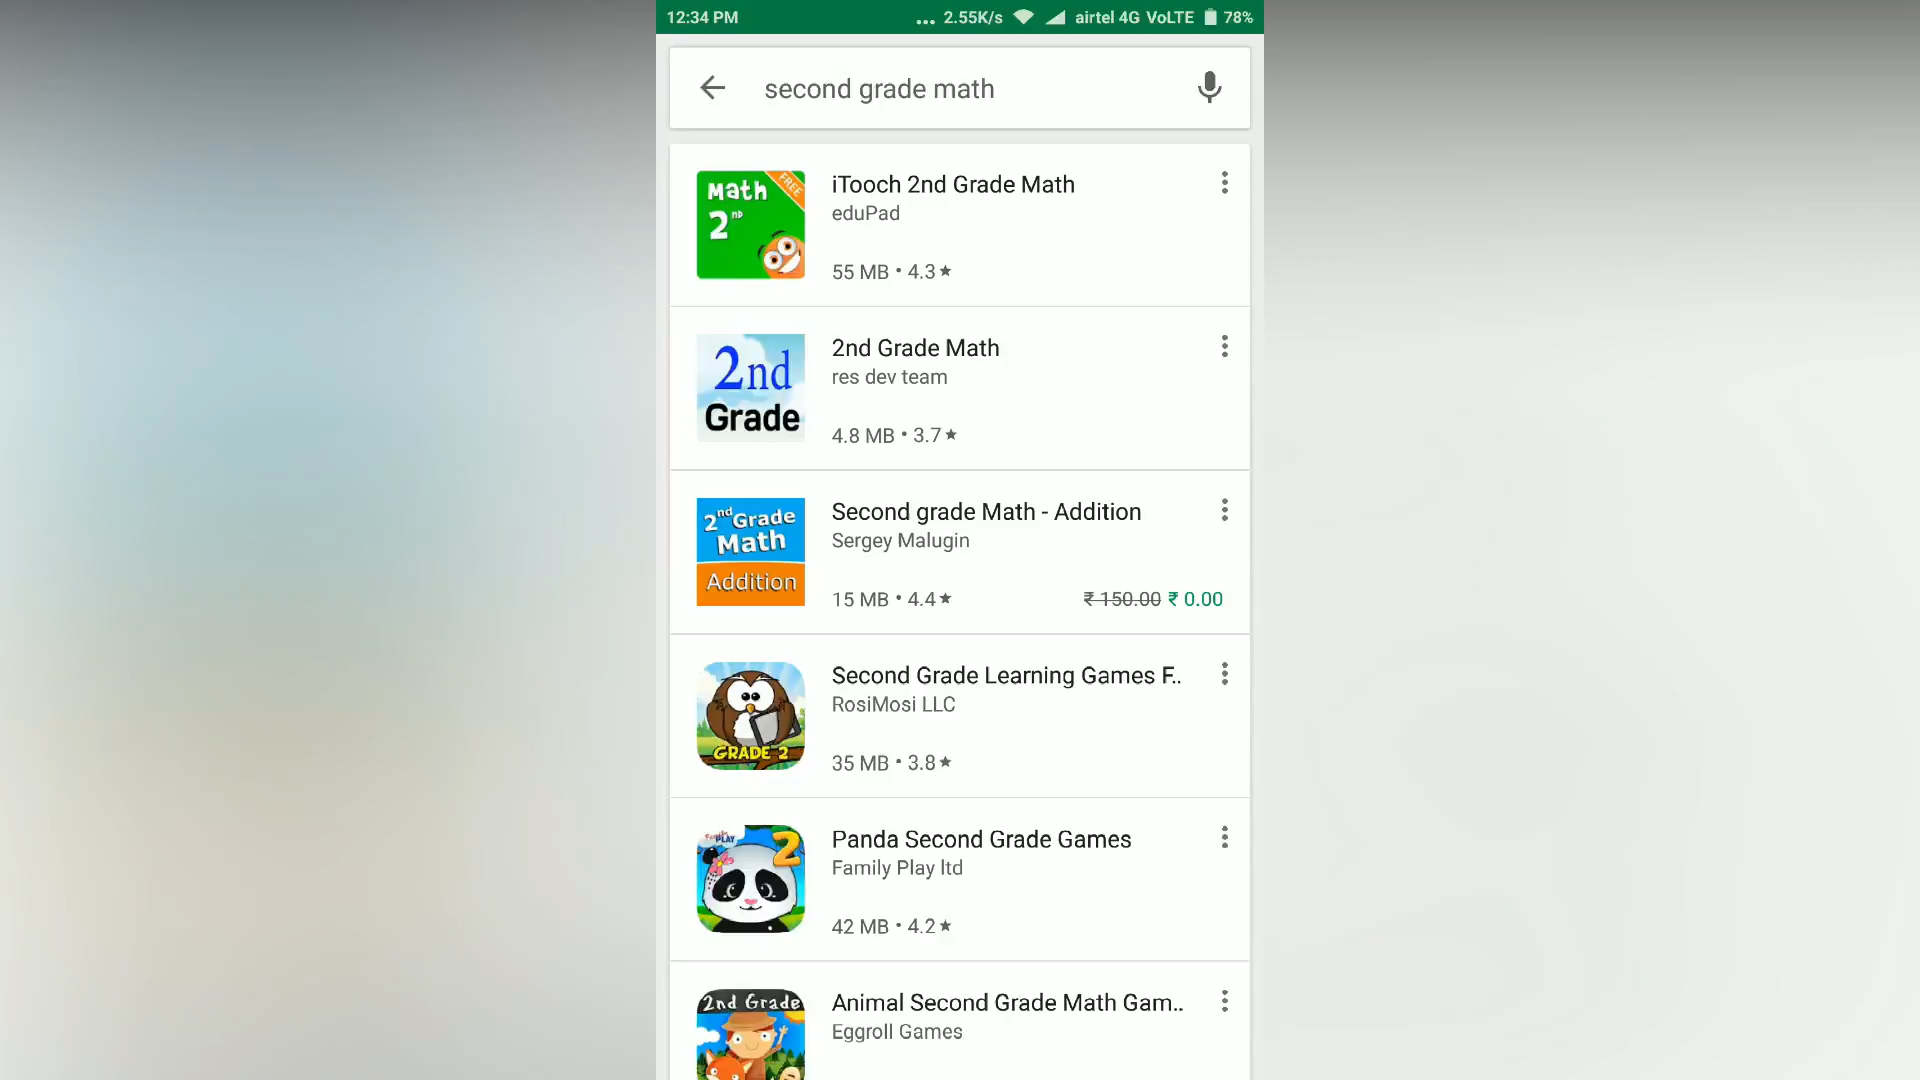 12:34 PM ... 2.55K/s airtel 4G VoLTE 78%
second grade math
Math
2nd
FREE
iTooch 2nd Grade Math
eduPad
55 MB • 4.3★
2nd
Grade
2nd Grade Math
res dev team
4.8 MB • 3.7★
2nd Grade
Math
Addition
Second grade Math - Addition
Sergey Malugin
15 MB • 4.4★ ₹ 150.00 ₹ 0.00
GRADE 2
Second Grade Learning Games F..
RosiMosi LLC
35 MB • 3.8★
Family
PLAY
2
Panda Second Grade Games
Family Play ltd
42 MB • 4.2★
2nd Grade
Animal Second Grade Math Gam..
Eggroll Games